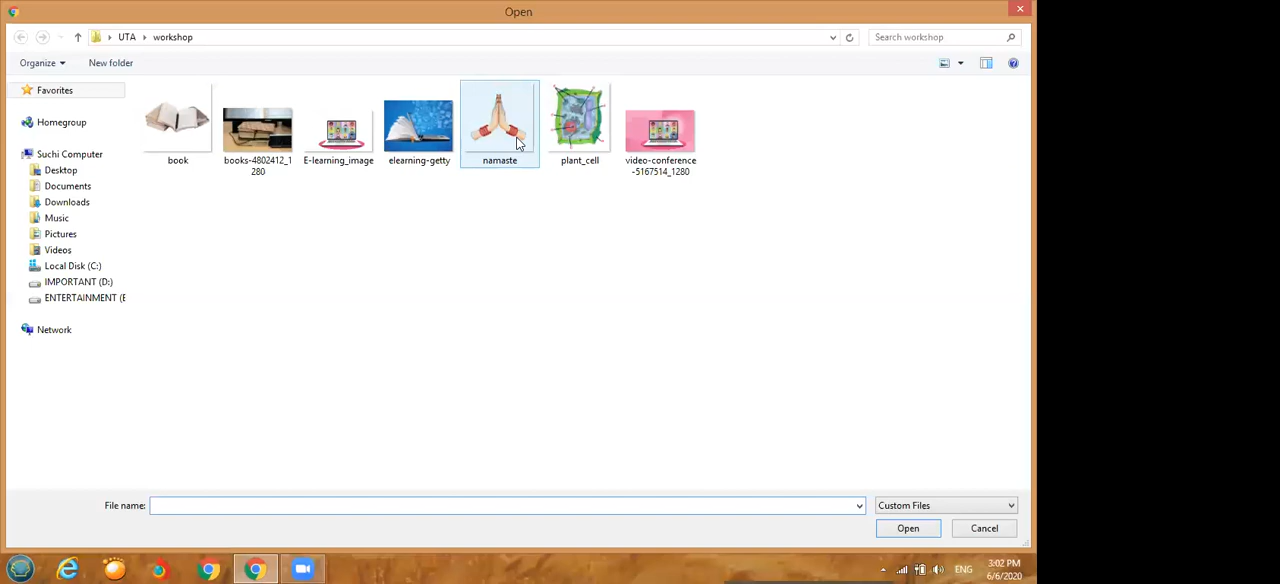 Open
UTA
workshop
Search workshop
Organize
New folder
Favorites
Homegroup
Suchi Computer
Desktop
Documents
Downloads
Music
Pictures
Videos
Local Disk (C:)
IMPORTANT (D:)
ENTERTAINMENT (E
Network
book
books-4802412_1
280
E-learning_image
elearning-getty
namaste
plant_cell
video-conference
-5167514_1280
File name:
Custom Files
Open
Cancel
ENG
3:02 PM
6/6/2020